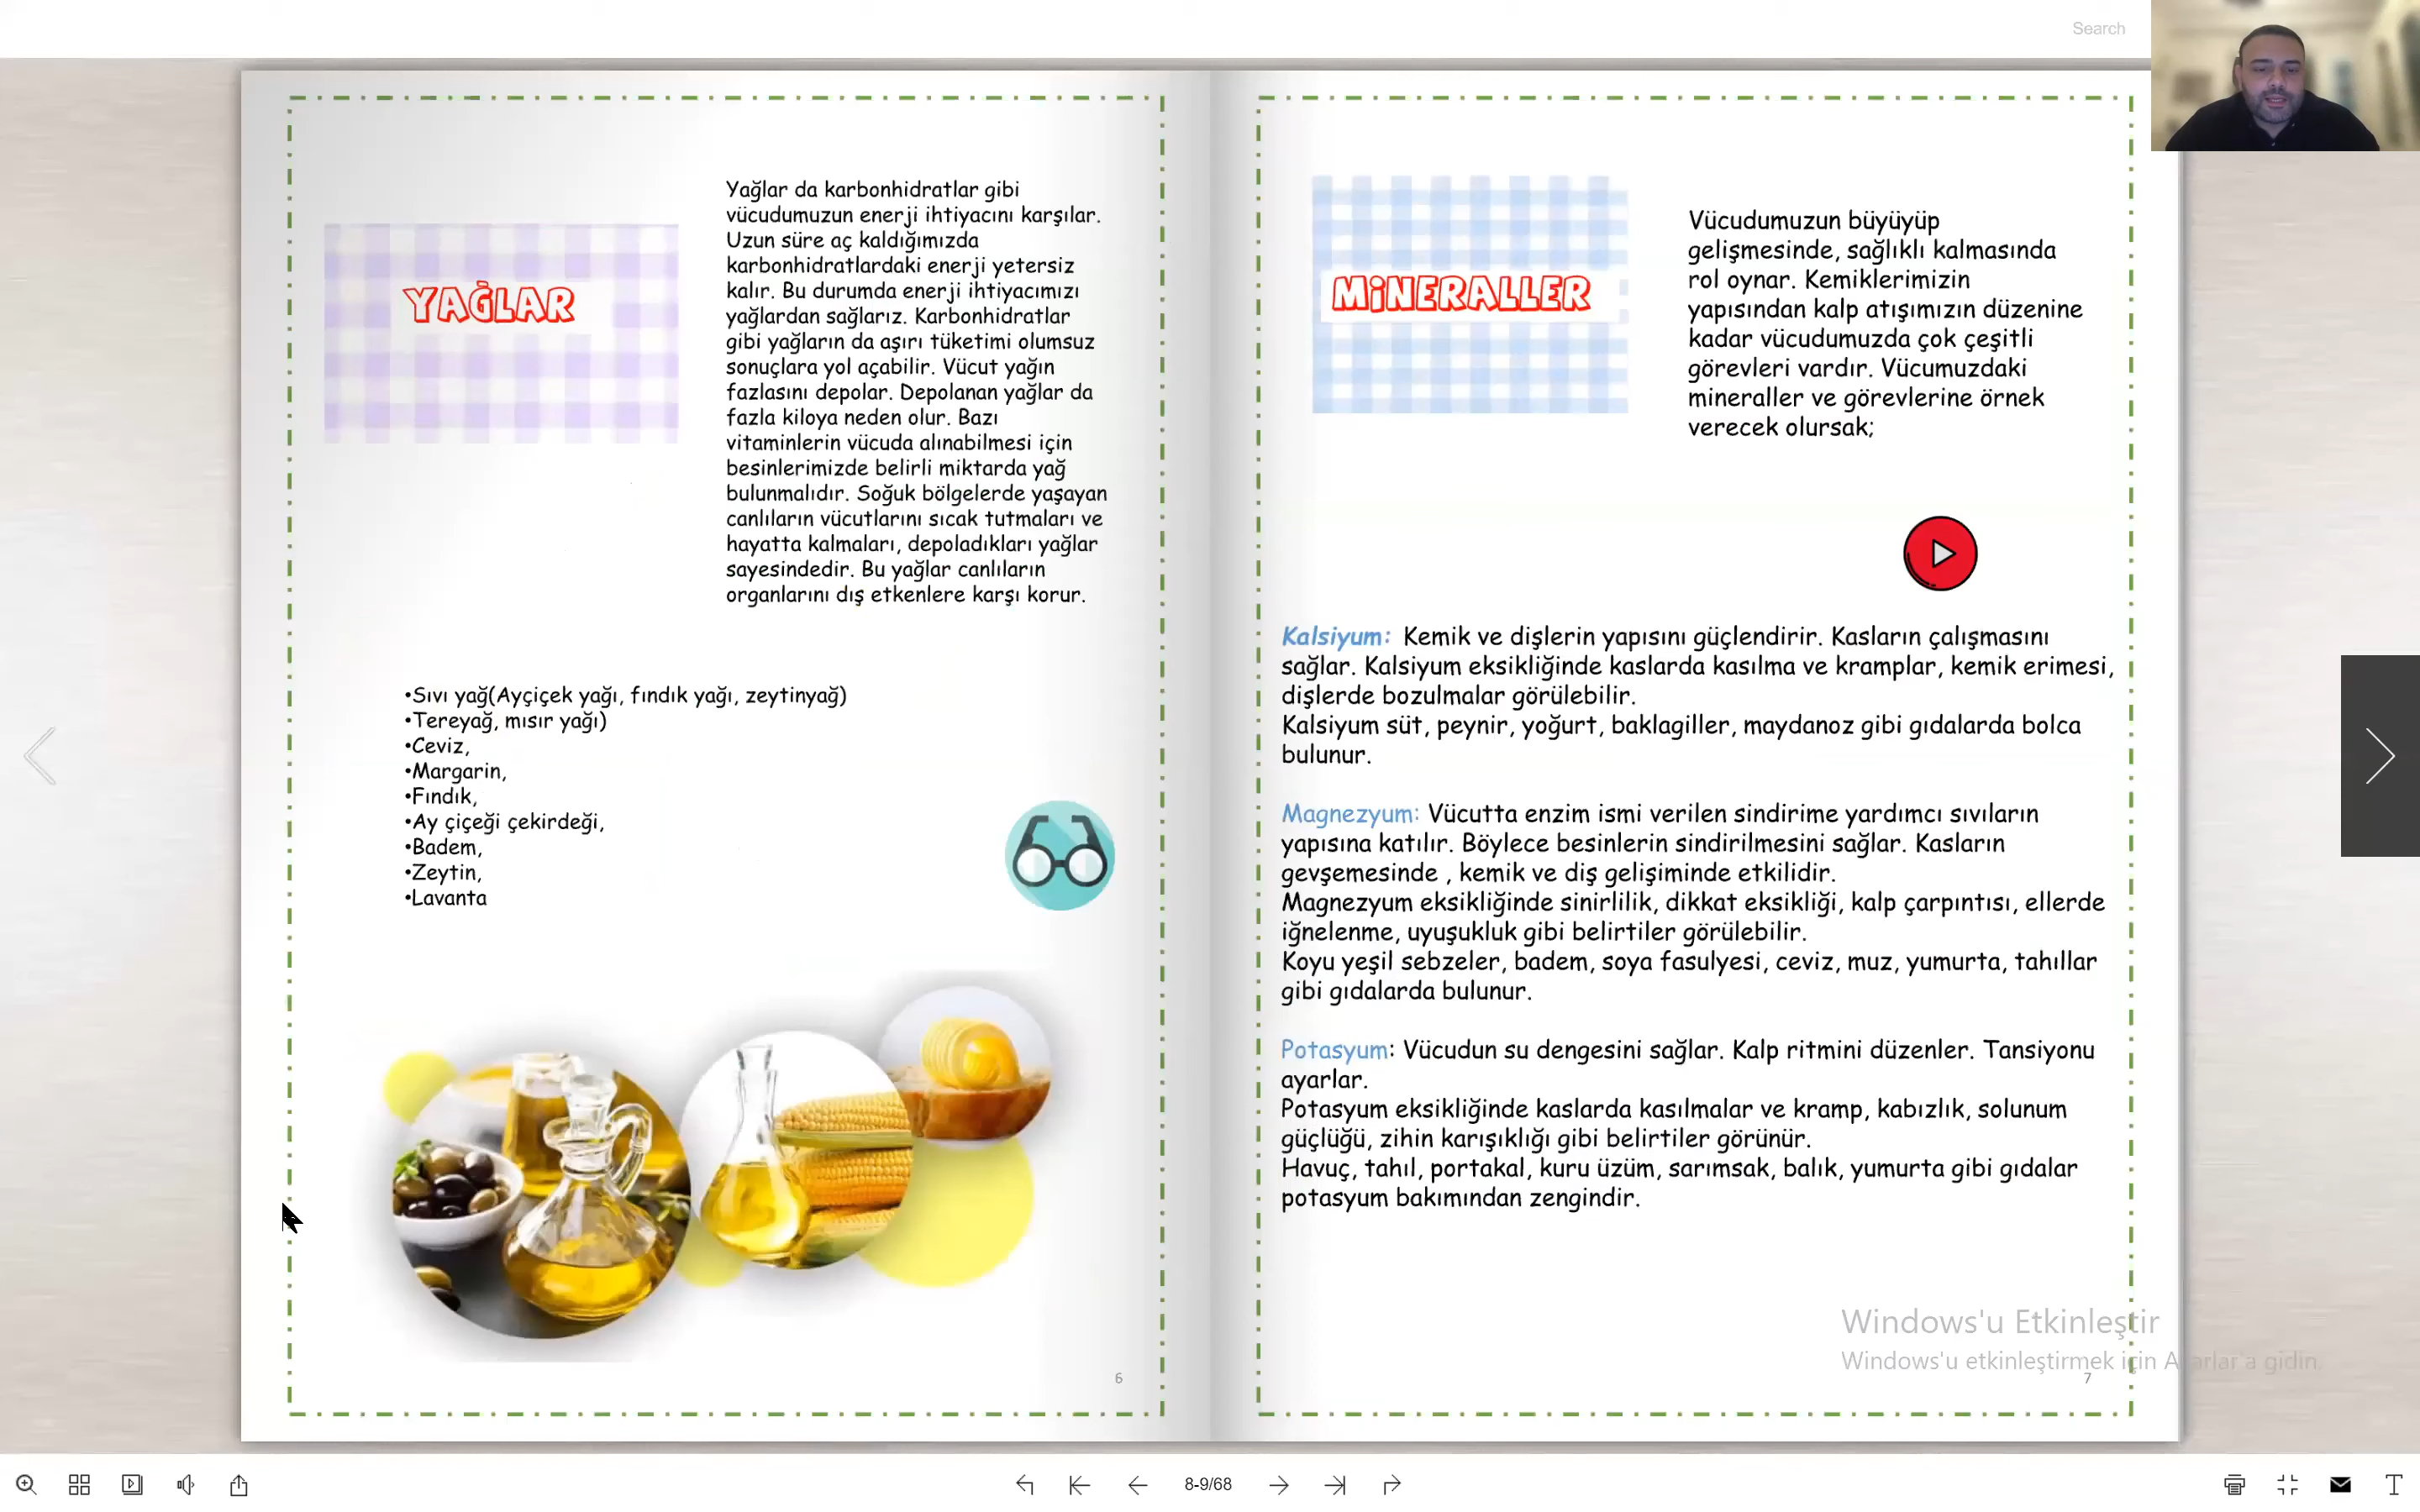 Search
YAĞLAR
Yağlar da karbonhidratlar gibi
vücudumuzun enerji ihtiyacını karşılar.
Uzun süre aç kaldığımızda
karbonhidratlardaki enerji yetersiz
kalır. Bu durumda enerji ihtiyacımızı
yağlardan sağlarız. Karbonhidratlar
gibi yağların da aşırı tüketimi olumsuz
sonuçlara yol açabilir. Vücut yağın
fazlasını depolar. Depolanan yağlar da
fazla kiloya neden olur. Bazı
vitaminlerin vücuda alınabilmesi için
besinlerimizde belirli miktarda yağ
bulunmalıdır. Soğuk bölgelerde yaşayan
canlıların vücutlarını sıcak tutmaları ve
hayatta kalmaları, depoladıkları yağlar
sayesindedir. Bu yağlar canlıların
organlarını dış etkenlere karşı korur.
•Sıvı yağ(Ayçiçek yağı, fındık yağı, zeytinyağ)
•Tereyağ, mısır yağı)
•Ceviz,
•Margarin,
•Fındık,
•Ay çiçeği çekirdeği,
•Badem,
•Zeytin,
•Lavanta
6
MİNERALLER
Vücudumuzun büyüyüp
gelişmesinde, sağlıklı kalmasında
rol oynar. Kemiklerimizin
yapısından kalp atışımızın düzenine
kadar vücudumuzda çok çeşitli
görevleri vardır. Vücumuzdaki
mineraller ve görevlerine örnek
verecek olursak;
Kalsiyum: Kemik ve dişlerin yapısını güçlendirir. Kasların çalışmasını
sağlar. Kalsiyum eksikliğinde kaslarda kasılma ve kramplar, kemik erimesi,
dişlerde bozulmalar görülebilir.
Kalsiyum süt, peynir, yoğurt, baklagiller, maydanoz gibi gıdalarda bolca
bulunur.
Magnezyum: Vücutta enzim ismi verilen sindirime yardımcı sıvıların
yapısına katılır. Böylece besinlerin sindirilmesini sağlar. Kasların
gevşemesinde , kemik ve diş gelişiminde etkilidir.
Magnezyum eksikliğinde sinirlilik, dikkat eksikliği, kalp çarpıntısı, ellerde
iğnelenme, uyuşukluk gibi belirtiler görülebilir.
Koyu yeşil sebzeler, badem, soya fasulyesi, ceviz, muz, yumurta, tahıllar
gibi gıdalarda bulunur.
Potasyum: Vücudun su dengesini sağlar. Kalp ritmini düzenler. Tansiyonu
ayarlar.
Potasyum eksikliğinde kaslarda kasılmalar ve kramp, kabızlık, solunum
güçlüğü, zihin karışıklığı gibi belirtiler görünür.
Havuç, tahıl, portakal, kuru üzüm, sarımsak, balık, yumurta gibi gıdalar
potasyum bakımından zengindir.
Windows'u Etkinleştir
Windows'u etkinleştirmek için Ayarlar'a gidin.
7
8-9/68